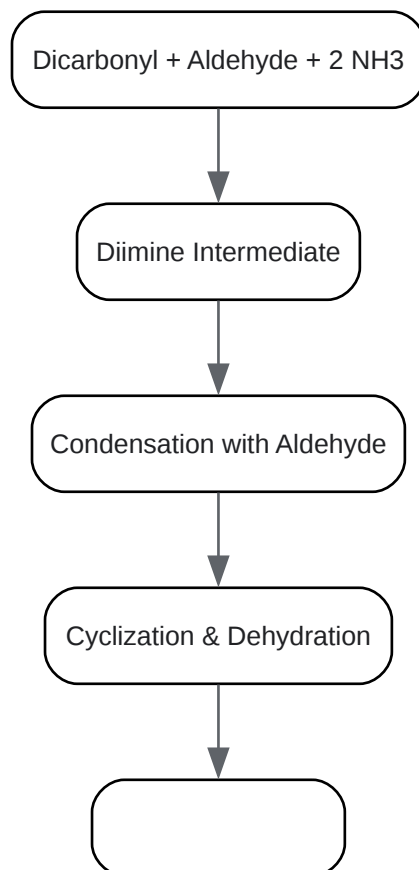 Dicarbonyl + Aldehyde + 2 NH3
Diimine Intermediate
Condensation with Aldehyde
Cyclization & Dehydration